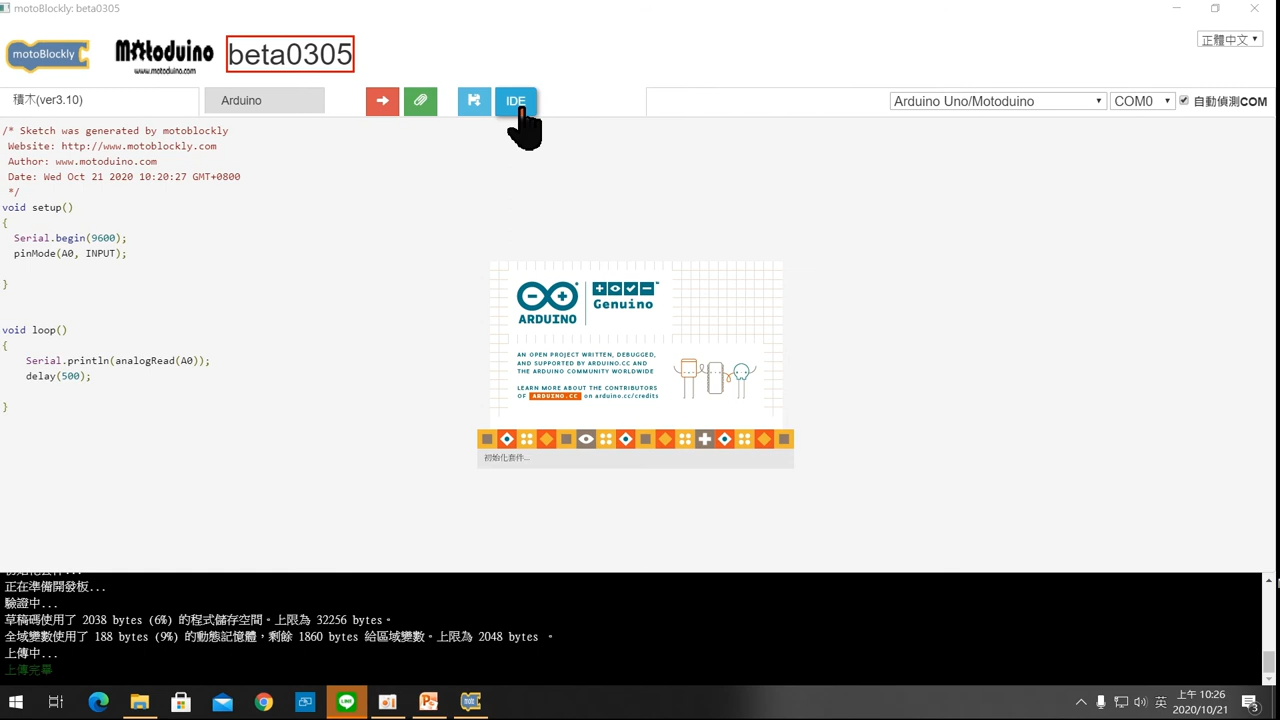 motoBlockly: beta0305
motoBlockly
Motoduino
www.motoduino.com
beta0305
正體中文
積木(ver3.10)
Arduino
IDE
Arduino Uno/Motoduino
COM0
自動偵測COM
/* Sketch was generated by motoblockly
Website: http://www.motoblockly.com
Author: www.motoduino.com
Date: Wed Oct 21 2020 10:20:27 GMT+0800
*/
void setup()
{
Serial.begin(9600);
pinMode(A0, INPUT);
}
void loop()
{
Serial.println(analogRead(A0));
delay(500);
}
ARDUINO
Genuino
AN OPEN PROJECT WRITTEN, DEBUGGED,
AND SUPPORTED BY ARDUINO.CC AND
THE ARDUINO COMMUNITY WORLDWIDE
LEARN MORE ABOUT THE CONTRIBUTORS
OF ARDUINO.CC on arduino.cc/credits
初始化套件...
正在準備開發板...
驗證中...
草稿碼使用了 2038 bytes (6%) 的程式儲存空間。上限為 32256 bytes。
全域變數使用了 188 bytes (9%) 的動態記憶體，剩餘 1860 bytes 給區域變數。上限為 2048 bytes 。
上傳中...
上傳完畢
LINE
moto
英
上午 10:26
2020/10/21
3